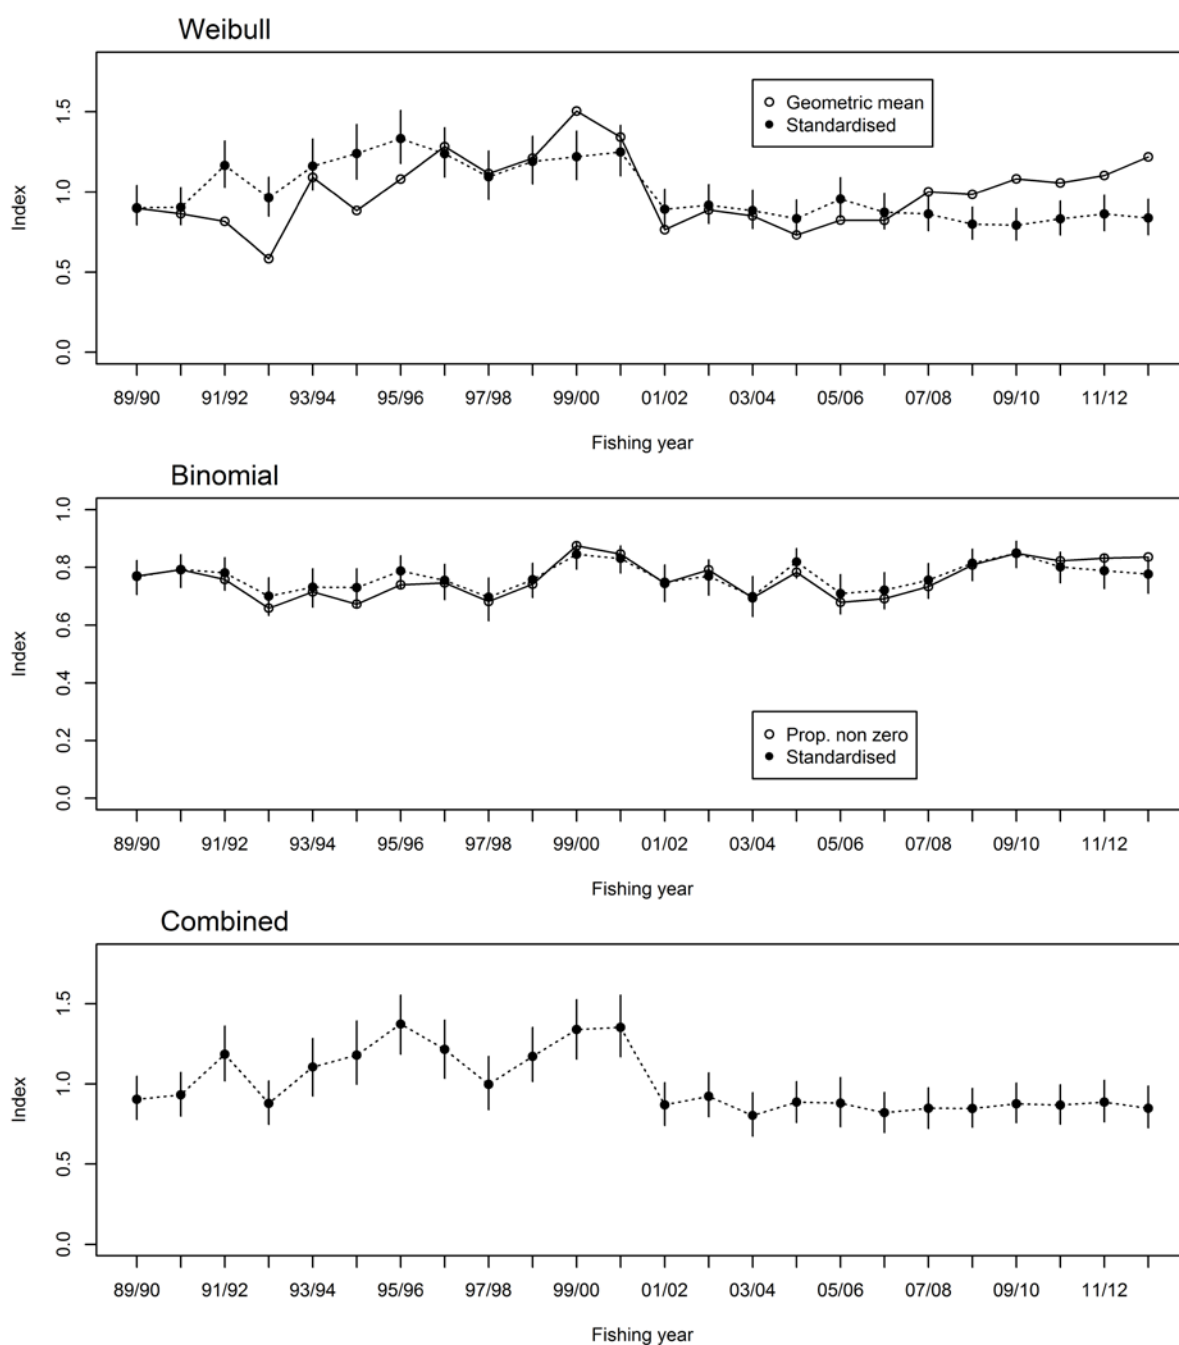 Weibull
Index
1.5
1.0
0.5
0.0
Geometric mean
Standardised
89/90 91/92 93/94 95/96 97/98 99/00 01/02 03/04 05/06 07/08 09/10 11/12
Fishing year
Binomial
Index
1.0
0.8
0.6
0.4
0.2
0.0
Prop. non zero
Standardised
89/90 91/92 93/94 95/96 97/98 99/00 01/02 03/04 05/06 07/08 09/10 11/12
Fishing year
Combined
Index
1.5
1.0
0.5
0.0
89/90 91/92 93/94 95/96 97/98 99/00 01/02 03/04 05/06 07/08 09/10 11/12
Fishing year